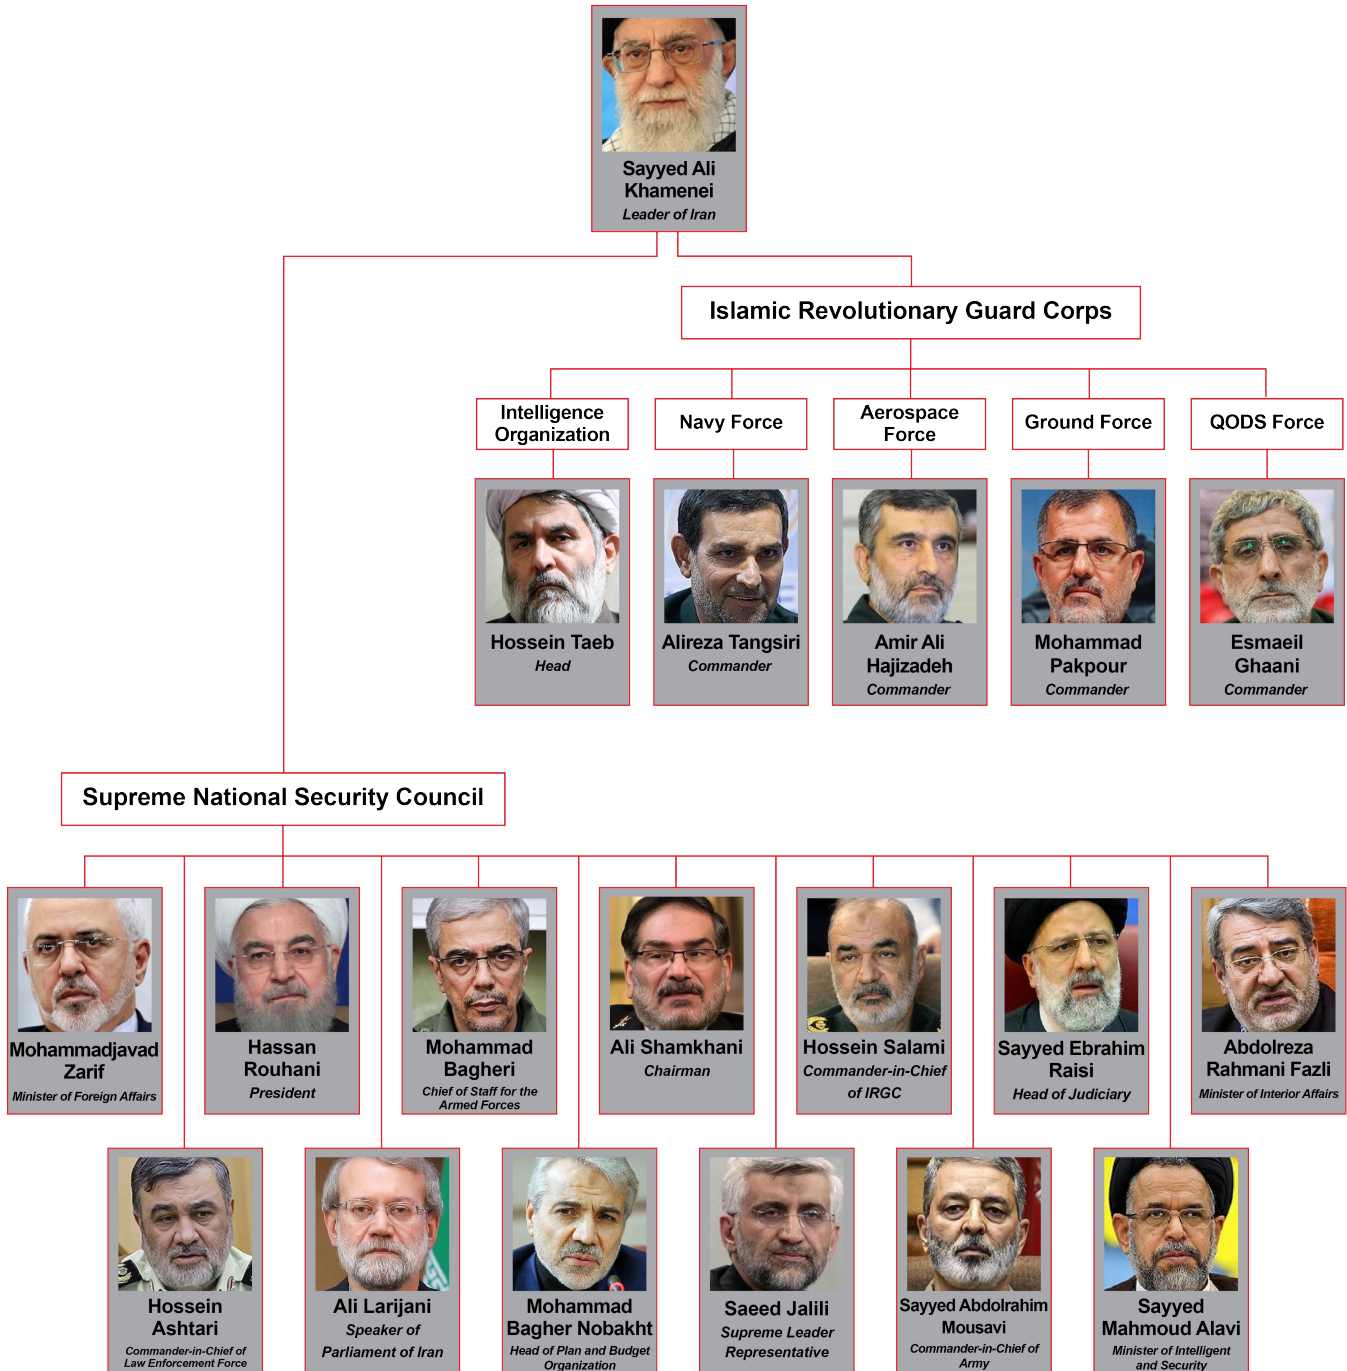 Sayyed Ali
Khamenei
Leader of Iran
Islamic Revolutionary Guard Corps
Intelligence
Organization
Navy Force
Aerospace
Force
Ground Force
QODS Force
Hossein Taeb
Head
Alireza Tangsiri
Commander
Amir Ali
Hajizadeh
Commander
Mohammad
Pakpour
Commander
Esmaeil
Ghaani
Commander
Supreme National Security Council
Mohammadjavad
Zarif
Minister of Foreign Affairs
Hassan
Rouhani
President
Mohammad
Bagheri
Chief of Staff for the
Armed Forces
Ali Shamkhani
Chairman
Hossein Salami
Commander-in-Chief
of IRGC
Sayyed Ebrahim
Raisi
Head of Judiciary
Abdolreza
Rahmani Fazli
Minister of Interior Affairs
Hossein
Ashtari
Commander-in-Chief of
Law Enforcement Force
Ali Larijani
Speaker of
Parliament of Iran
Mohammad
Bagher Nobakht
Head of Plan and Budget
Organization
Saeed Jalili
Supreme Leader
Representative
Sayyed Abdolrahim
Mousavi
Commander-in-Chief of
Army
Sayyed
Mahmoud Alavi
Minister of Intelligent
and Security